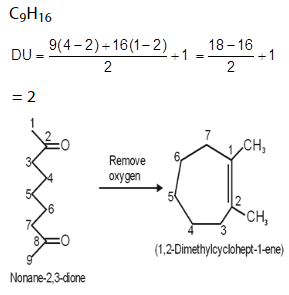 C9H16
DU = 9(4-2)+16(1-2) / 2 +1 = 18-16 / 2 +1
= 2
1
2
=O
3
4
5
6
7
8
=O
9
Nonane-2,3-dione
Remove
oxygen
7
6
1
CH3
5
2
CH3
4
3
(1,2-Dimethylcyclohept-1-ene)